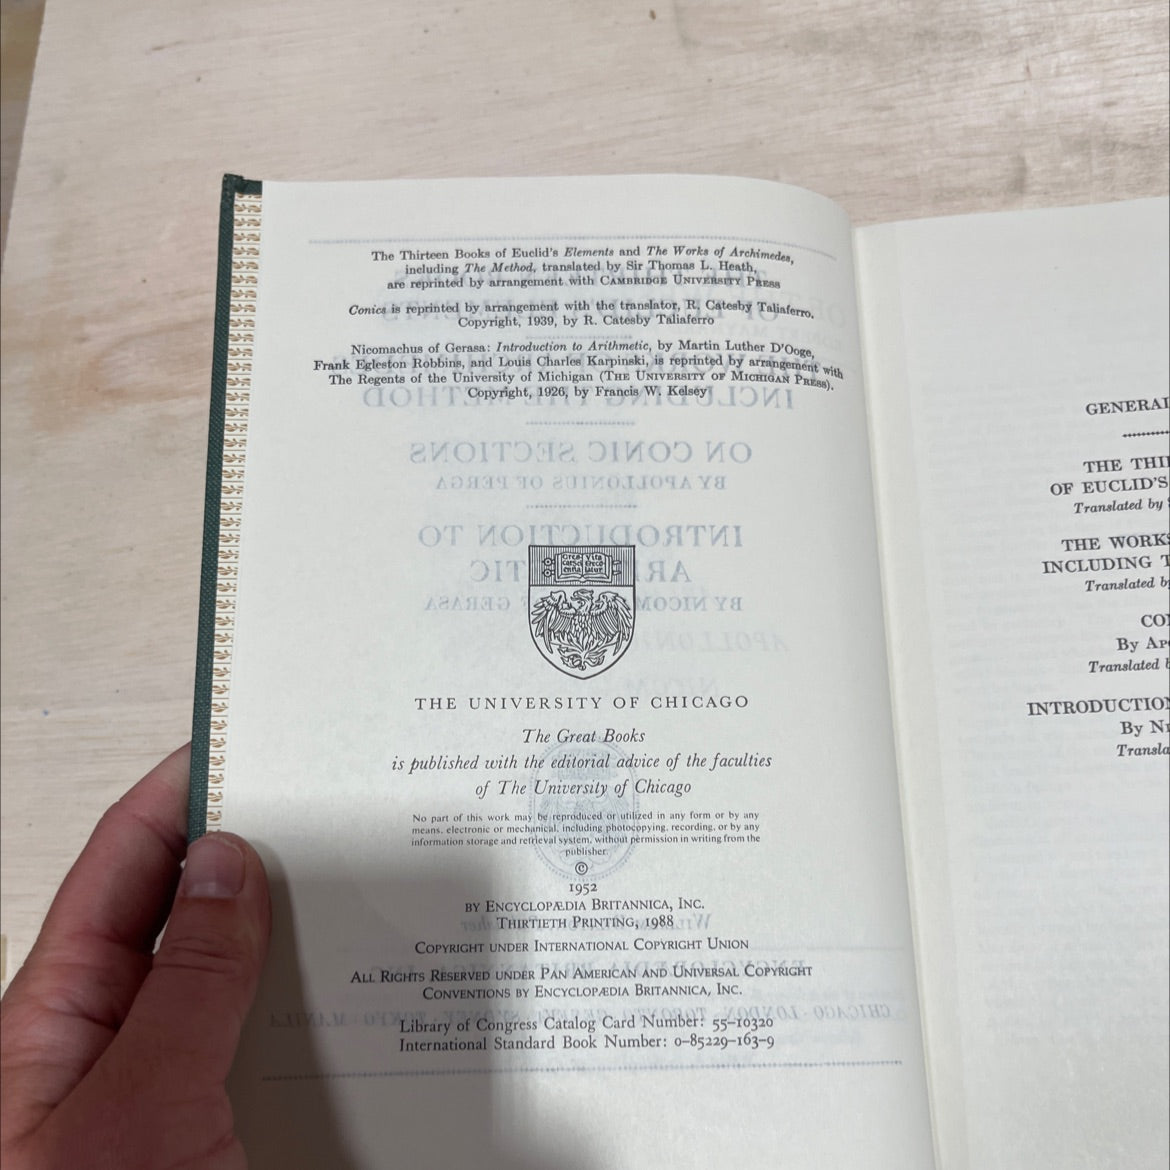 The Thirteen Books of Euclid's Elements and The Works of Archimedes,
including The Method, translated by Sir Thomas L. Heath,
are reprinted by arrangement with CAMBRIDGE UNIVERSITY PRESS
Conics is reprinted by arrangement with the translator, R. Catesby Taliaferro.
Copyright, 1939, by R. Catesby Taliaferro
Nicomachus of Gerasa: Introduction to Arithmetic, by Martin Luther D'Ooge,
Frank Egleston Robbins, and Louis Charles Karpinski, is reprinted by arrangement with
The Regents of the University of Michigan (THE UNIVERSITY OF MICHIGAN PRESS).
Copyright, 1926, by Francis W. Kelsey
THE UNIVERSITY OF CHICAGO
The Great Books
is published with the editorial advice of the faculties
of The University of Chicago
No part of this work may be reproduced or utilized in any form or by any
means, electronic or mechanical, including photocopying, recording, or by any
information storage and retrieval system, without permission in writing from the
publisher.
©
1952
BY ENCYCLOPÆDIA BRITANNICA, INC.
THIRTIETH PRINTING, 1988
COPYRIGHT UNDER INTERNATIONAL COPYRIGHT UNION
ALL RIGHTS RESERVED UNDER PAN AMERICAN AND UNIVERSAL COPYRIGHT
CONVENTIONS BY ENCYCLOPÆDIA BRITANNICA, INC.
Library of Congress Catalog Card Number: 55-10320
International Standard Book Number: 0-85229-163-9
GENERAL
THE THI
OF EUCLID'S
Translated by
THE WORKS
INCLUDING T
Translated by
CO
By AP
Translated b
INTRODUCTION
By NI
Transla